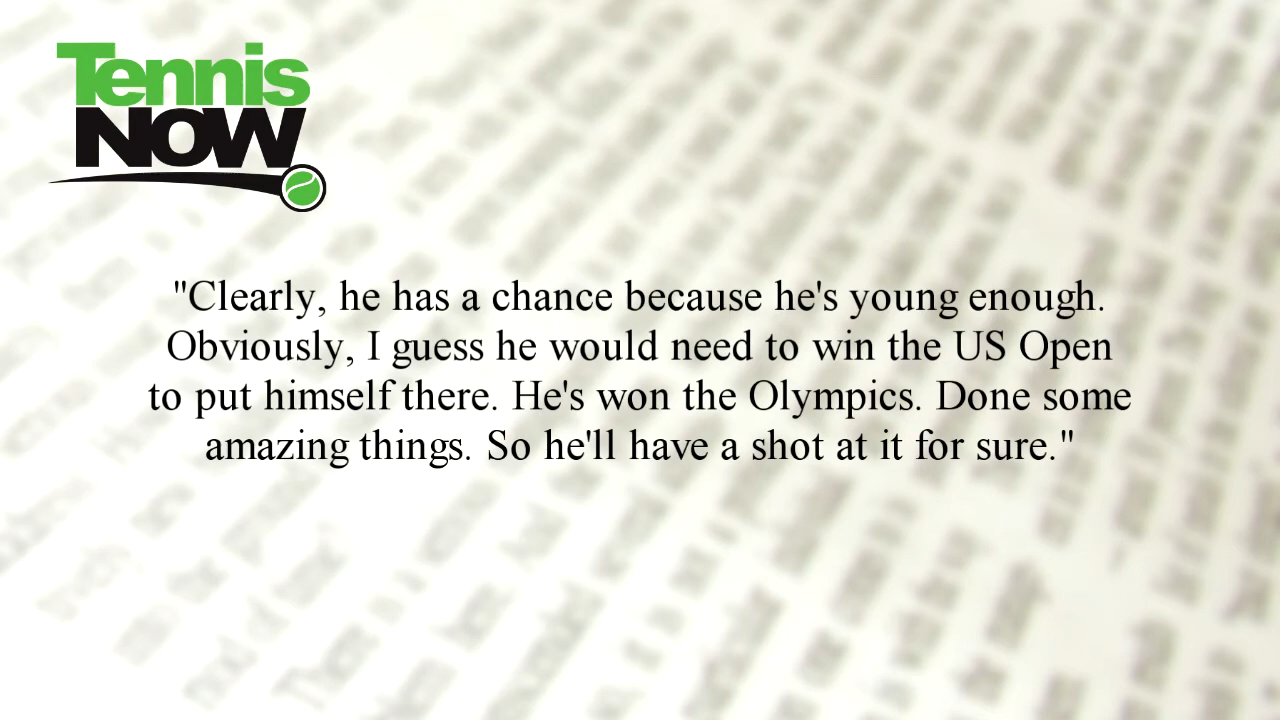 Tennis
NOW
"Clearly, he has a chance because he's young enough.
Obviously, I guess he would need to win the US Open
to put himself there. He's won the Olympics. Done some
amazing things. So he'll have a shot at it for sure."